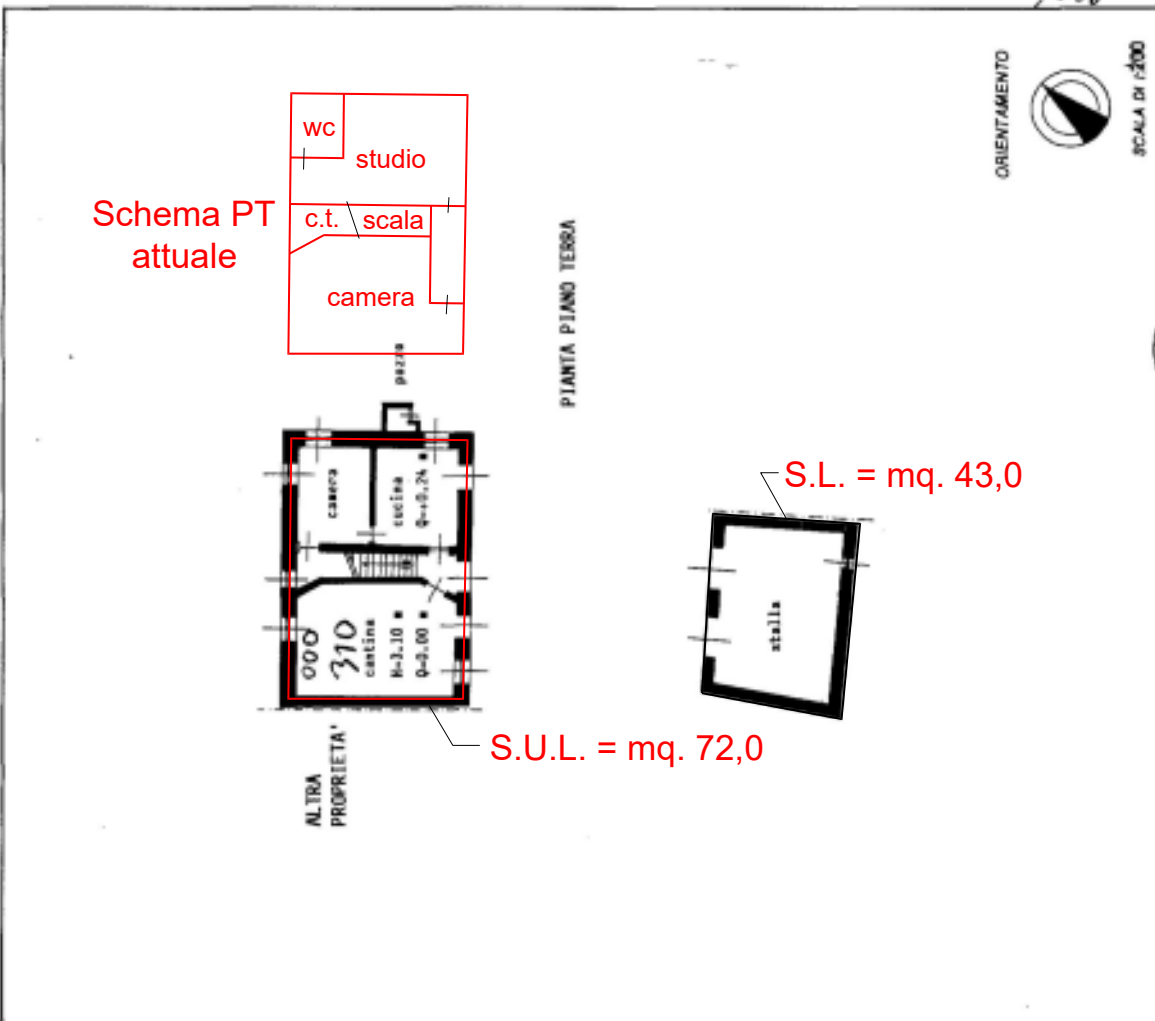 ORIENTAMENTO
SCALA DI 1:200
wc
studio
Schema PT
attuale
c.t.
scala
camera
PIANTA PIANO TERRA
pozzo
camera
cucina
Q=+0.24 m
000
310
cantina
H=3.10 m
Q=0.00 m
S.L. = mq. 43,0
stalla
S.U.L. = mq. 72,0
ALTRA
PROPRIETA'